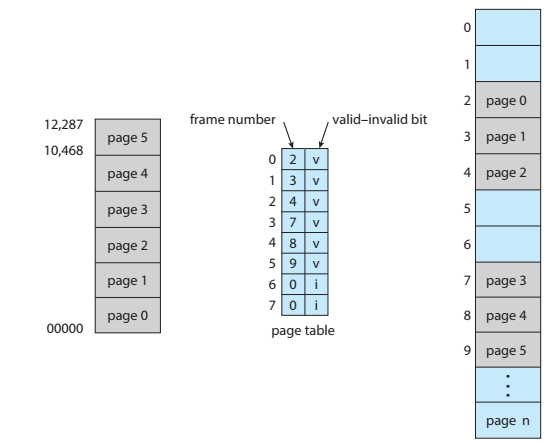 12,287
10,468
page 5
page 4
page 3
page 2
page 1
page 0
00000
frame number
valid–invalid bit
0 2 v
1 3 v
2 4 v
3 7 v
4 8 v
5 9 v
6 0 i
7 0 i
page table
0
1
2 page 0
3 page 1
4 page 2
5
6
7 page 3
8 page 4
9 page 5
page n